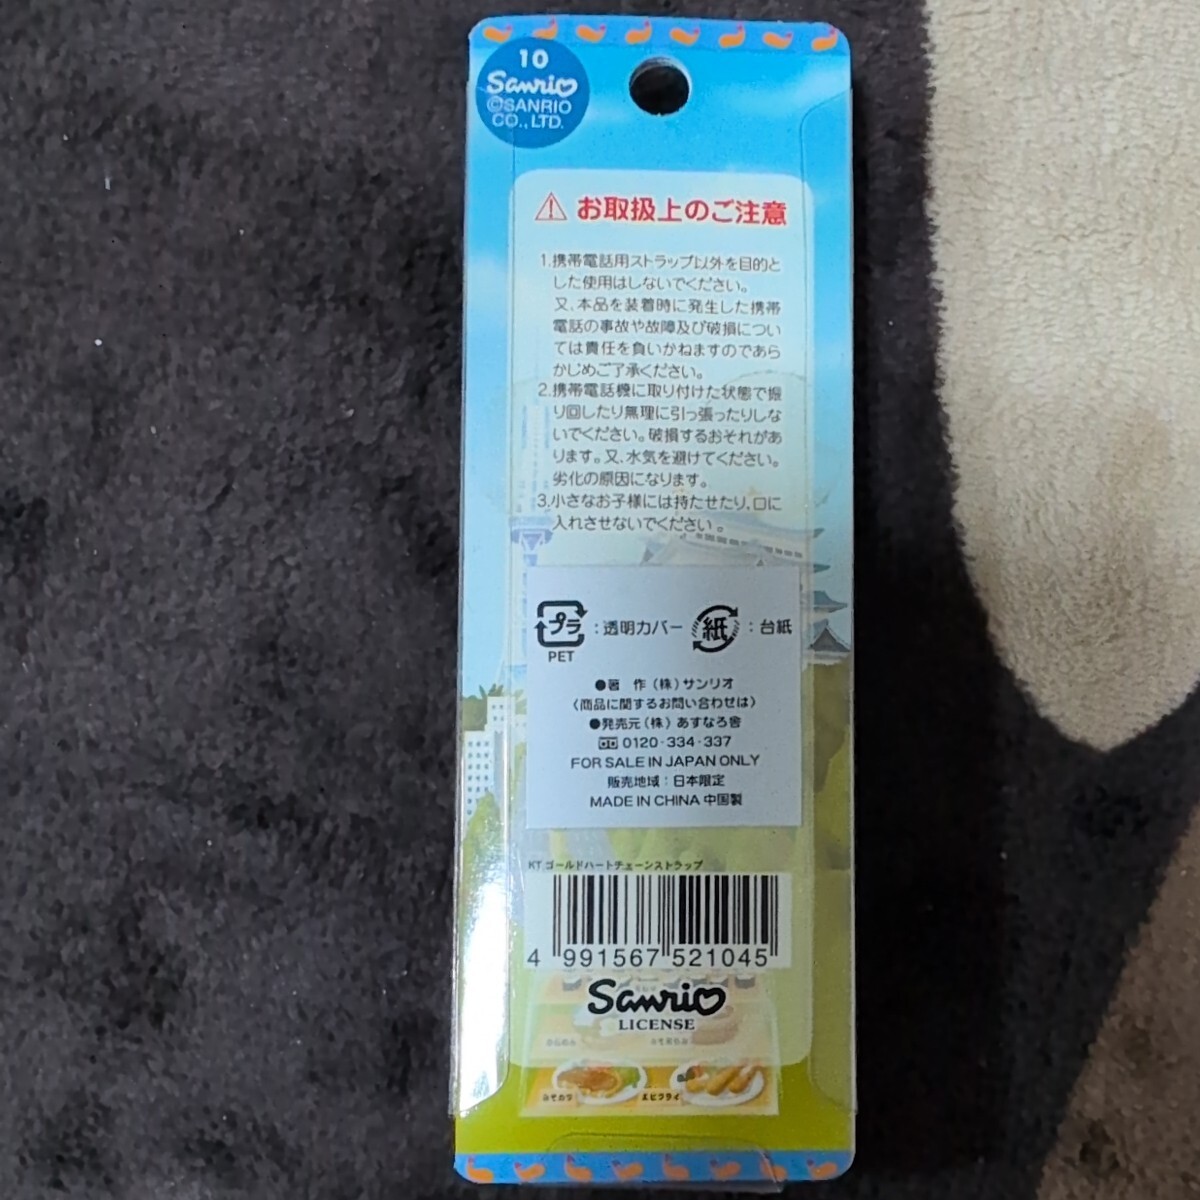 10
Sanrio
©SANRIO
CO., LTD.
⚠ お取扱上のご注意
1.携帯電話用ストラップ以外を目的と
した使用はしないでください。
又、本品を装着時に発生した携帯
電話の事故や故障及び破損につい
ては責任を負いかねますのであら
かじめご了承ください。
2.携帯電話機に取り付けた状態で振
り回したり無理に引っ張ったりしな
いでください。破損するおそれがあ
ります。又、水気を避けてください。
劣化の原因になります。
3.小さなお子様には持たせたり、口に
入れさせないでください。
プラ :透明カバー 紙 :台紙
PET
●著 作(株)サンリオ
〈商品に関するお問い合わせは〉
●発売元(株)あすなろ舎
0120-334-337
FOR SALE IN JAPAN ONLY
販売地域:日本限定
MADE IN CHINA 中国製
KT ゴールドハートチェーンストラップ
4 991567 521045
Sanrio
LICENSE
みそカツ エビフライ